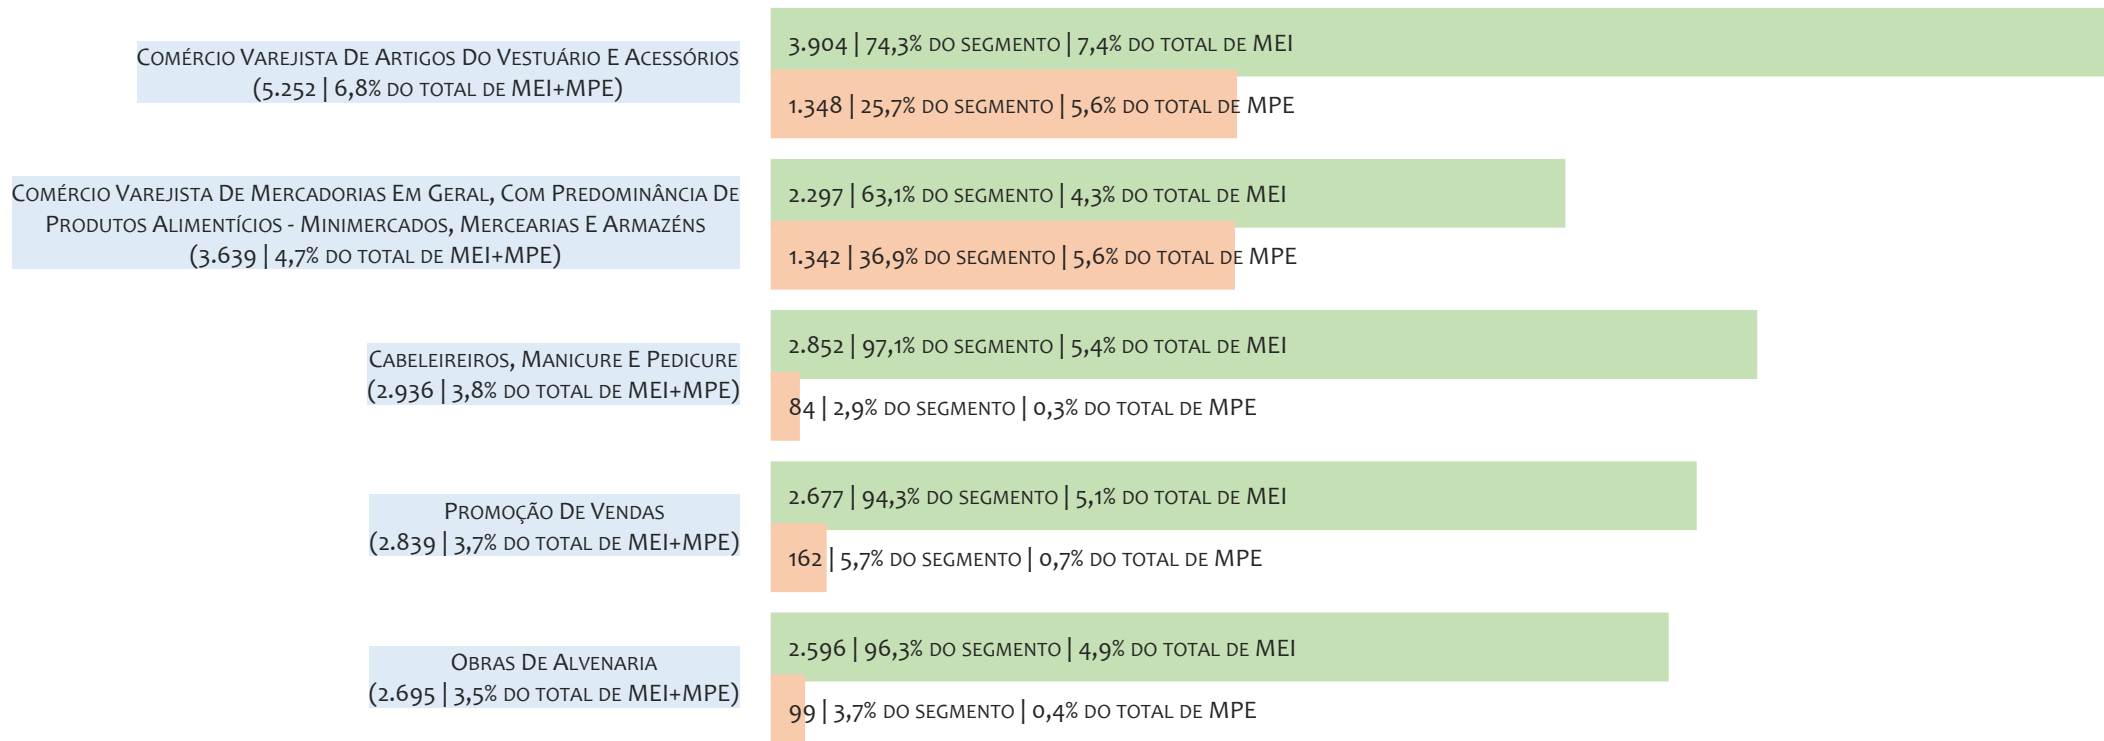 Comércio Varejista De Artigos Do Vestuário E Acessórios
(5.252 | 6,8% do total de MEI+MPE)
3.904 | 74,3% do segmento | 7,4% do total de MEI
1.348 | 25,7% do segmento | 5,6% do total de MPE
Comércio Varejista De Mercadorias Em Geral, Com Predominância De
Produtos Alimentícios - Minimercados, Mercearias E Armazéns
(3.639 | 4,7% do total de MEI+MPE)
2.297 | 63,1% do segmento | 4,3% do total de MEI
1.342 | 36,9% do segmento | 5,6% do total de MPE
Cabeleireiros, Manicure E Pedicure
(2.936 | 3,8% do total de MEI+MPE)
2.852 | 97,1% do segmento | 5,4% do total de MEI
84 | 2,9% do segmento | 0,3% do total de MPE
Promoção De Vendas
(2.839 | 3,7% do total de MEI+MPE)
2.677 | 94,3% do segmento | 5,1% do total de MEI
162 | 5,7% do segmento | 0,7% do total de MPE
Obras De Alvenaria
(2.695 | 3,5% do total de MEI+MPE)
2.596 | 96,3% do segmento | 4,9% do total de MEI
99 | 3,7% do segmento | 0,4% do total de MPE